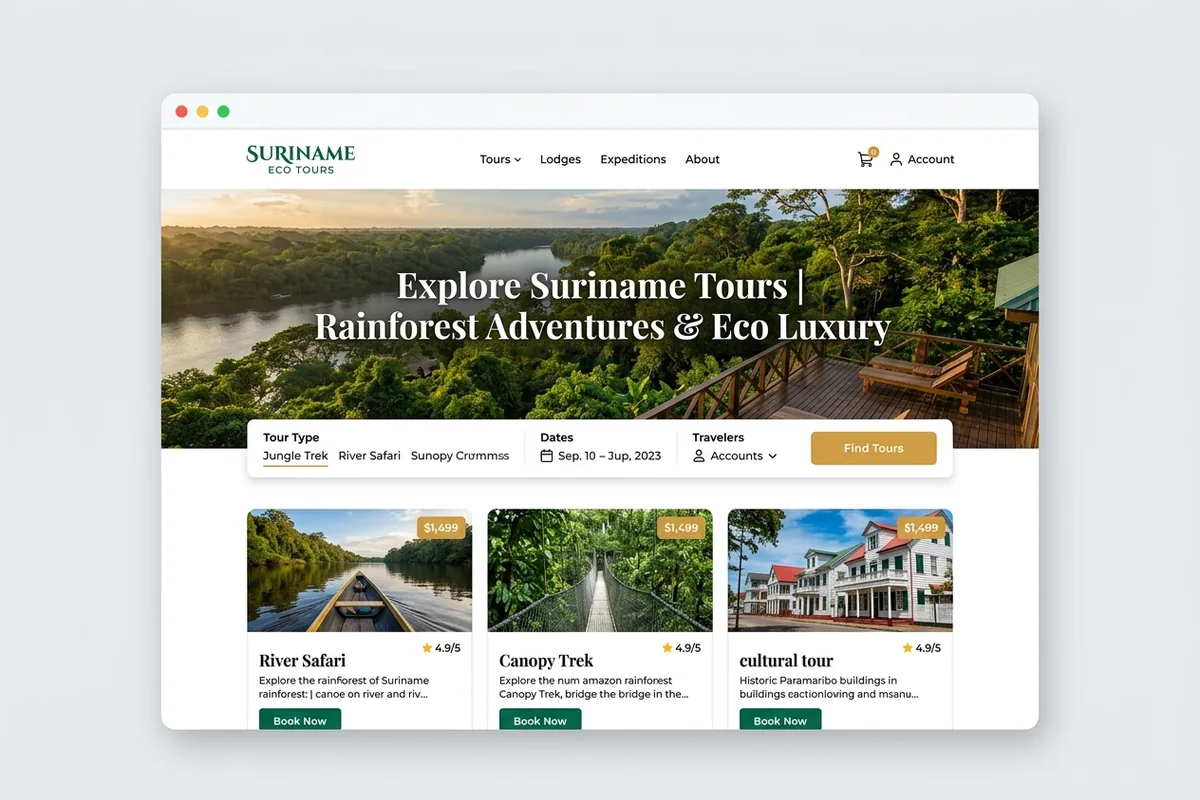 SURINAME
ECO TOURS
Tours
Lodges
Expeditions
About
0
Account
Explore Suriname Tours |
Rainforest Adventures & Eco Luxury
Tour Type
Jungle Trek
River Safari
Sunopy Crummss
Dates
Sep. 10 – Jup, 2023
Travelers
Accounts
Find Tours
$1,499
$1,499
$1,499
4.9/5
River Safari
Explore the rainforest of Suriname
rainforest: | canoe on river and riv...
Book Now
4.9/5
Canopy Trek
Explore the num amazon rainforest
Canopy Trek, bridge the bridge in the...
Book Now
4.9/5
cultural tour
Historic Paramaribo buildings in
buildings cactionloving and msanu...
Book Now